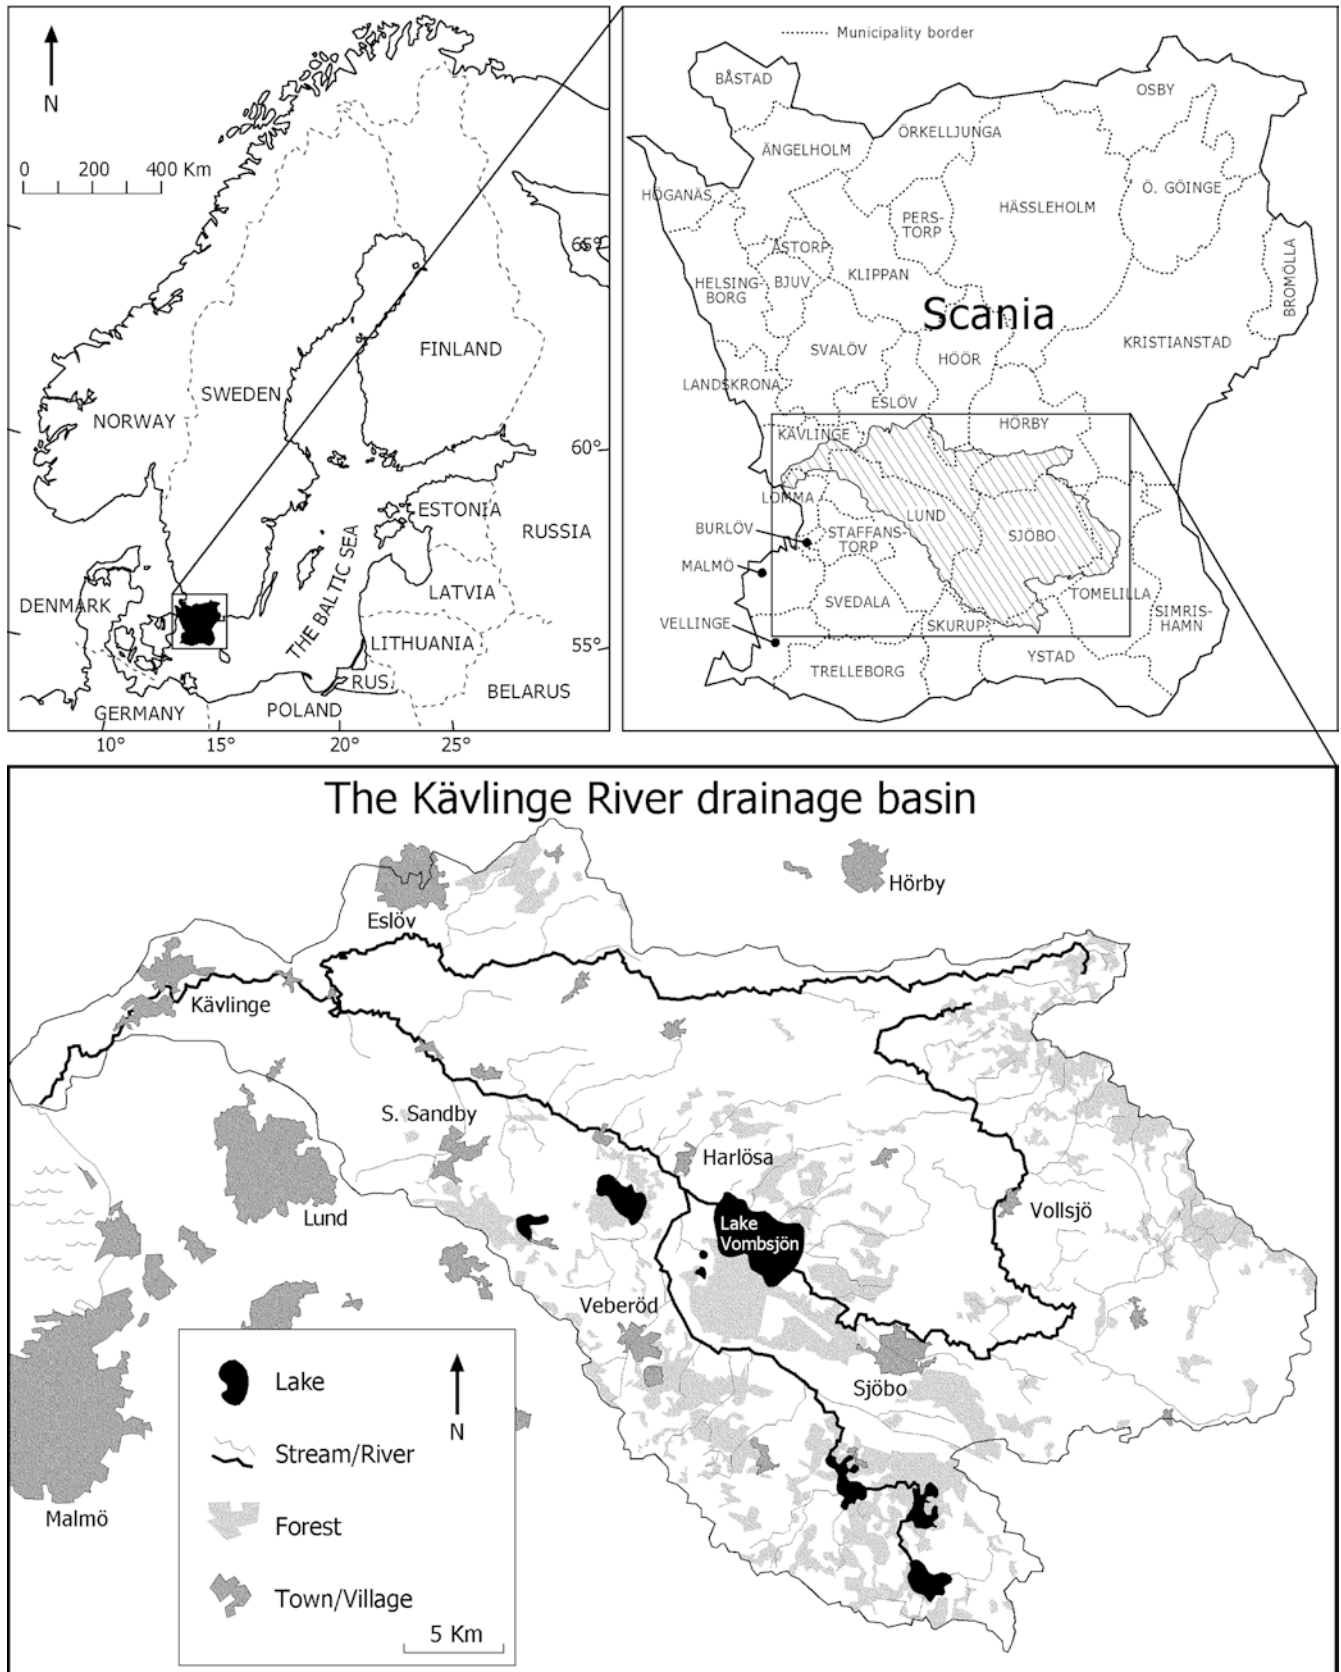 N
0 200 400 Km
65°
FINLAND
SWEDEN
NORWAY
60°
ESTONIA
RUSSIA
THE BALTIC SEA
LATVIA
DENMARK
LITHUANIA
55°
RUS.
BELARUS
GERMANY
POLAND
10° 15° 20° 25°
Municipality border
BÅSTAD
OSBY
ÖRKELLJUNGA
ÄNGELHOLM
HÖGANÄS
Ö. GÖINGE
PERS-
TORP
HÄSSLEHOLM
ÅSTORP
KLIPPAN
HELSING-
BORG
BJUV
BROMÖLLA
Scania
SVALÖV
HÖÖR
KRISTIANSTAD
LANDSKRONA
ESLÖV
HÖRBY
KÄVLINGE
LOMMA
LUND
BURLÖV
STAFFANS-
TORP
SJÖBO
MALMÖ
SVEDALA
TOMELILLA
SIMRIS-
HAMN
VELLINGE
SKURUP
YSTAD
TRELLEBORG
The Kävlinge River drainage basin
Hörby
Eslöv
Kävlinge
S. Sandby
Harlösa
Lund
Vollsjö
Lake
Vombsjön
Veberöd
Sjöbo
Malmö
Lake
N
Stream/River
Forest
Town/Village
5 Km